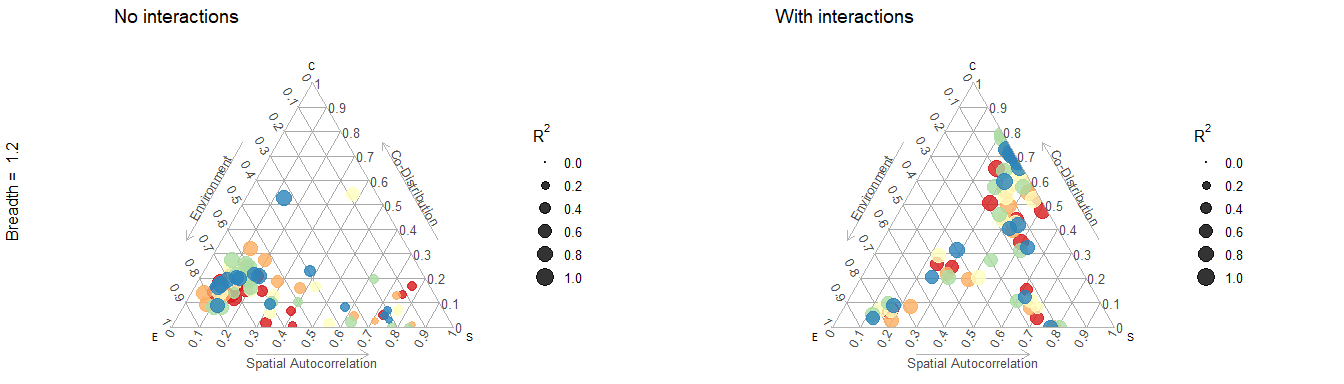 No interactions
With interactions
Breadth = 1.2
C
0 1
0.1 0.9
0.2 0.8
0.3 0.7
0.4 0.6
0.5 0.5
0.6 0.4
0.7 0.3
0.8 0.2
0.9 0.1
1 0
Environment
Co-Distribution
E
S
0 0.1 0.2 0.3 0.4 0.5 0.6 0.7 0.8 0.9 1
Spatial Autocorrelation
R2
0.0
0.2
0.4
0.6
0.8
1.0
C
0 1
0.1 0.9
0.2 0.8
0.3 0.7
0.4 0.6
0.5 0.5
0.6 0.4
0.7 0.3
0.8 0.2
0.9 0.1
1 0
Environment
Co-Distribution
E
S
0 0.1 0.2 0.3 0.4 0.5 0.6 0.7 0.8 0.9 1
Spatial Autocorrelation
R2
0.0
0.2
0.4
0.6
0.8
1.0